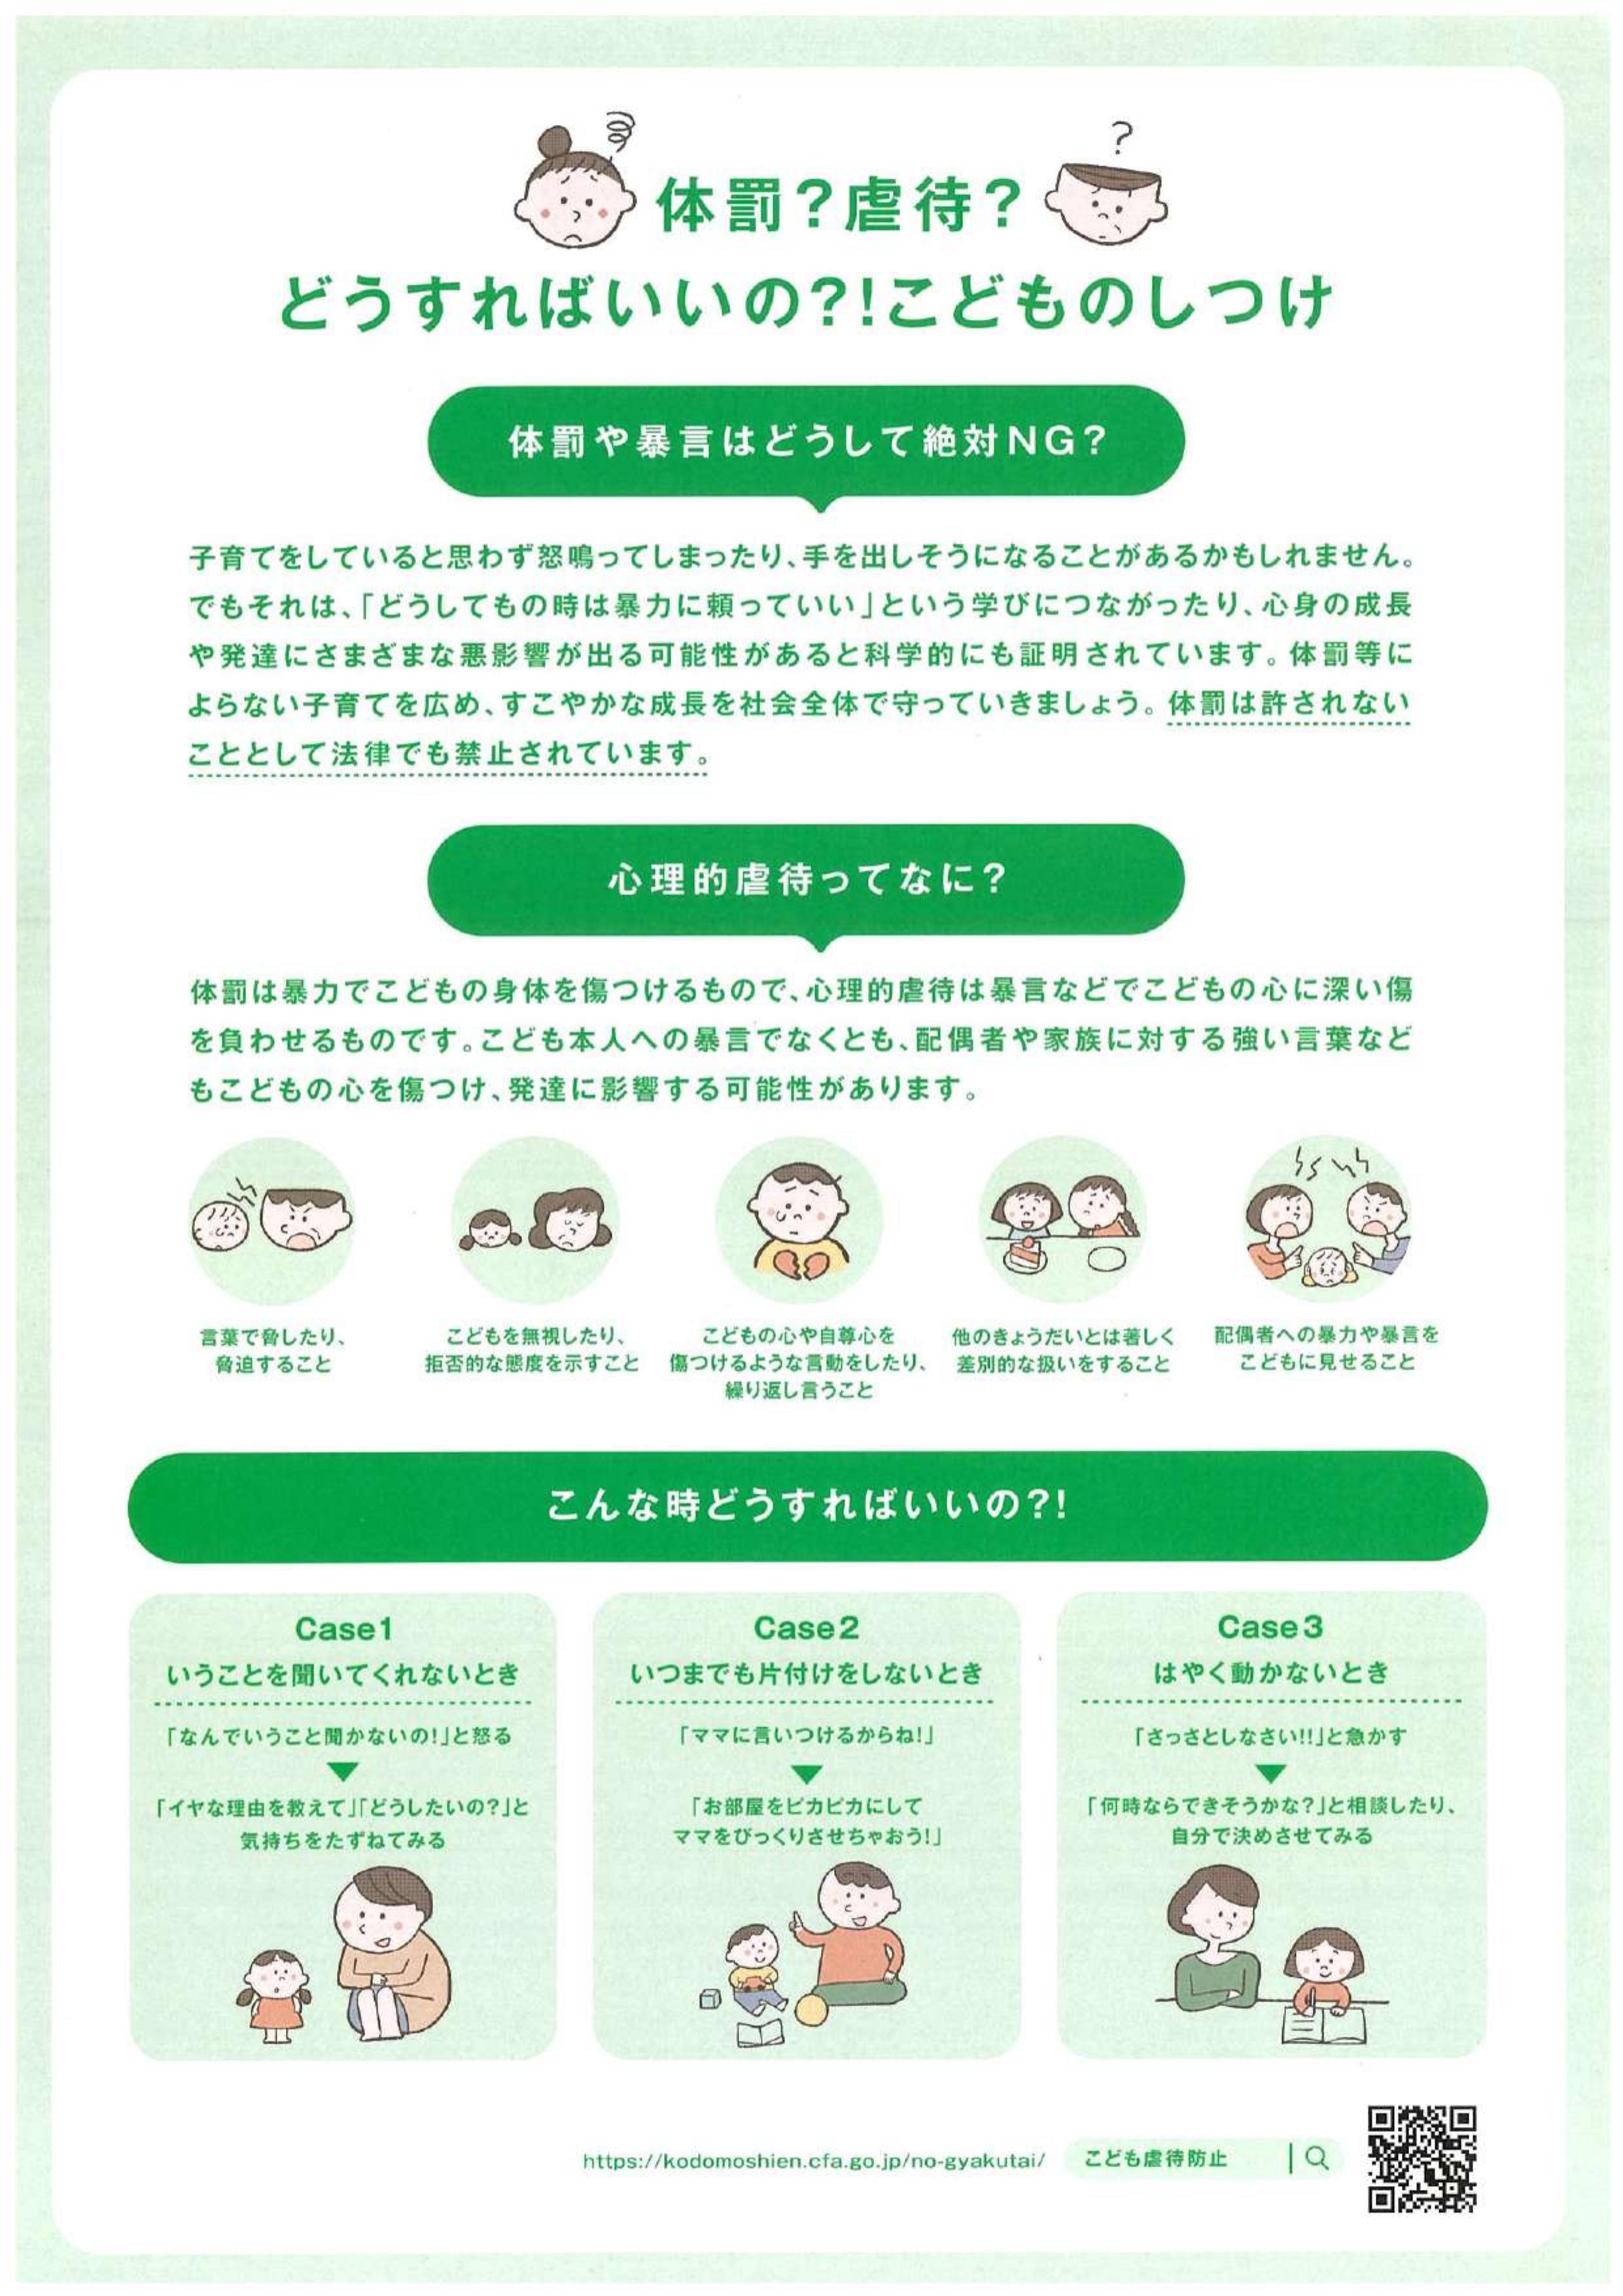 体罰?虐待?
どうすればいいの?!こどものしつけ
体罰や暴言はどうして絶対NG?
子育てをしていると思わず怒鳴ってしまったり、手を出しそうになることがあるかもしれません。
でもそれは、「どうしてもの時は暴力に頼っていい」という学びにつながったり、心身の成長
や発達にさまざまな悪影響が出る可能性があると科学的にも証明されています。体罰等に
よらない子育てを広め、すこやかな成長を社会全体で守っていきましょう。体罰は許されない
こととして法律でも禁止されています。
心理的虐待ってなに?
体罰は暴力でこどもの身体を傷つけるもので、心理的虐待は暴言などでこどもの心に深い傷
を負わせるものです。こども本人への暴言でなくとも、配偶者や家族に対する強い言葉など
もこどもの心を傷つけ、発達に影響する可能性があります。
言葉で脅したり、
脅迫すること
こどもを無視したり、
拒否的な態度を示すこと
こどもの心や自尊心を
傷つけるような言動をしたり、
繰り返し言うこと
他のきょうだいとは著しく
差別的な扱いをすること
配偶者への暴力や暴言を
こどもに見せること
こんな時どうすればいいの?!
Case1
いうことを聞いてくれないとき
「なんでいうこと聞かないの!」と怒る
「イヤな理由を教えて」「どうしたいの?」と
気持ちをたずねてみる
Case2
いつまでも片付けをしないとき
「ママに言いつけるからね!」
「お部屋をピカピカにして
ママをびっくりさせちゃおう!」
Case3
はやく動かないとき
「さっさとしなさい!!」と急かす
「何時ならできそうかな?」と相談したり、
自分で決めさせてみる
https://kodomoshien.cfa.go.jp/no-gyakutai/
こども虐待防止